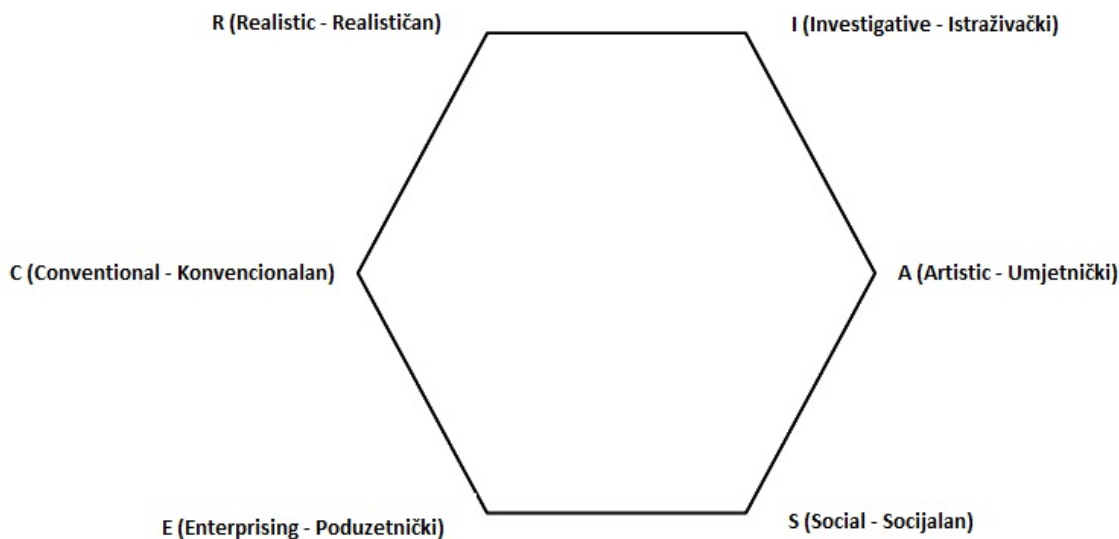 R (Realistic - Realističan)
I (Investigative - Istraživački)
C (Conventional - Konvencionalan)
A (Artistic - Umjetnički)
E (Enterprising - Poduzetnički)
S (Social - Socijalan)